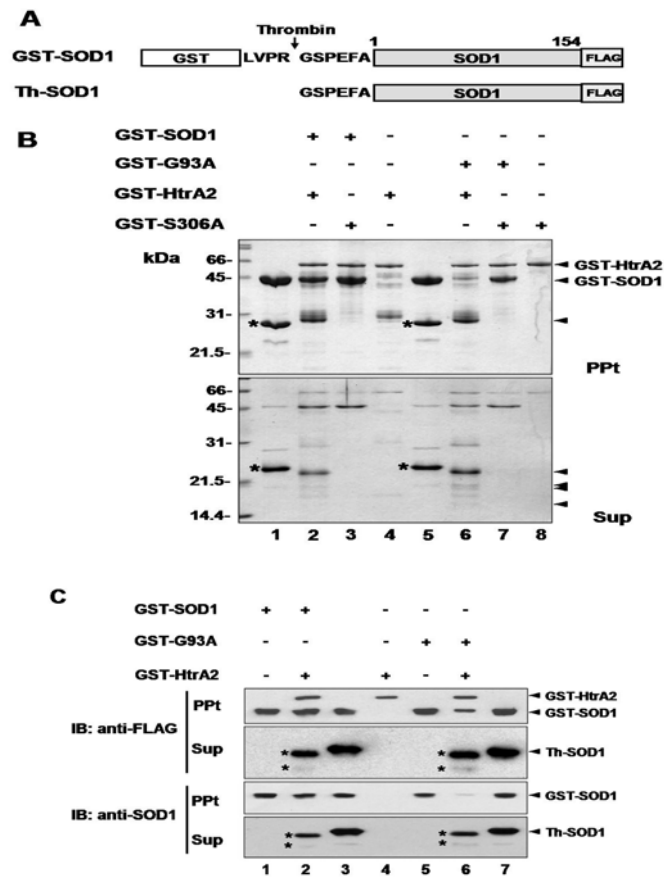 A
Thrombin
1 154
GST-SOD1 GST LVPR GSPEFA SOD1 FLAG
Th-SOD1 GSPEFA SOD1 FLAG
B
GST-SOD1 + + - - - -
GST-G93A - - - + + -
GST-HtrA2 + - + + - -
GST-S306A - + - - + +
kDa
66-
45-
31-
21.5-
* *
GST-HtrA2
GST-SOD1
PPt
66-
45-
31-
21.5-
14.4-
* *
Sup
1 2 3 4 5 6 7 8
C
GST-SOD1 + + - - -
GST-G93A - - - + +
GST-HtrA2 - + + - +
IB: anti-FLAG
PPt
GST-HtrA2
GST-SOD1
Sup
* *
* *
Th-SOD1
IB: anti-SOD1
PPt
GST-SOD1
Sup
* *
* *
Th-SOD1
1 2 3 4 5 6 7